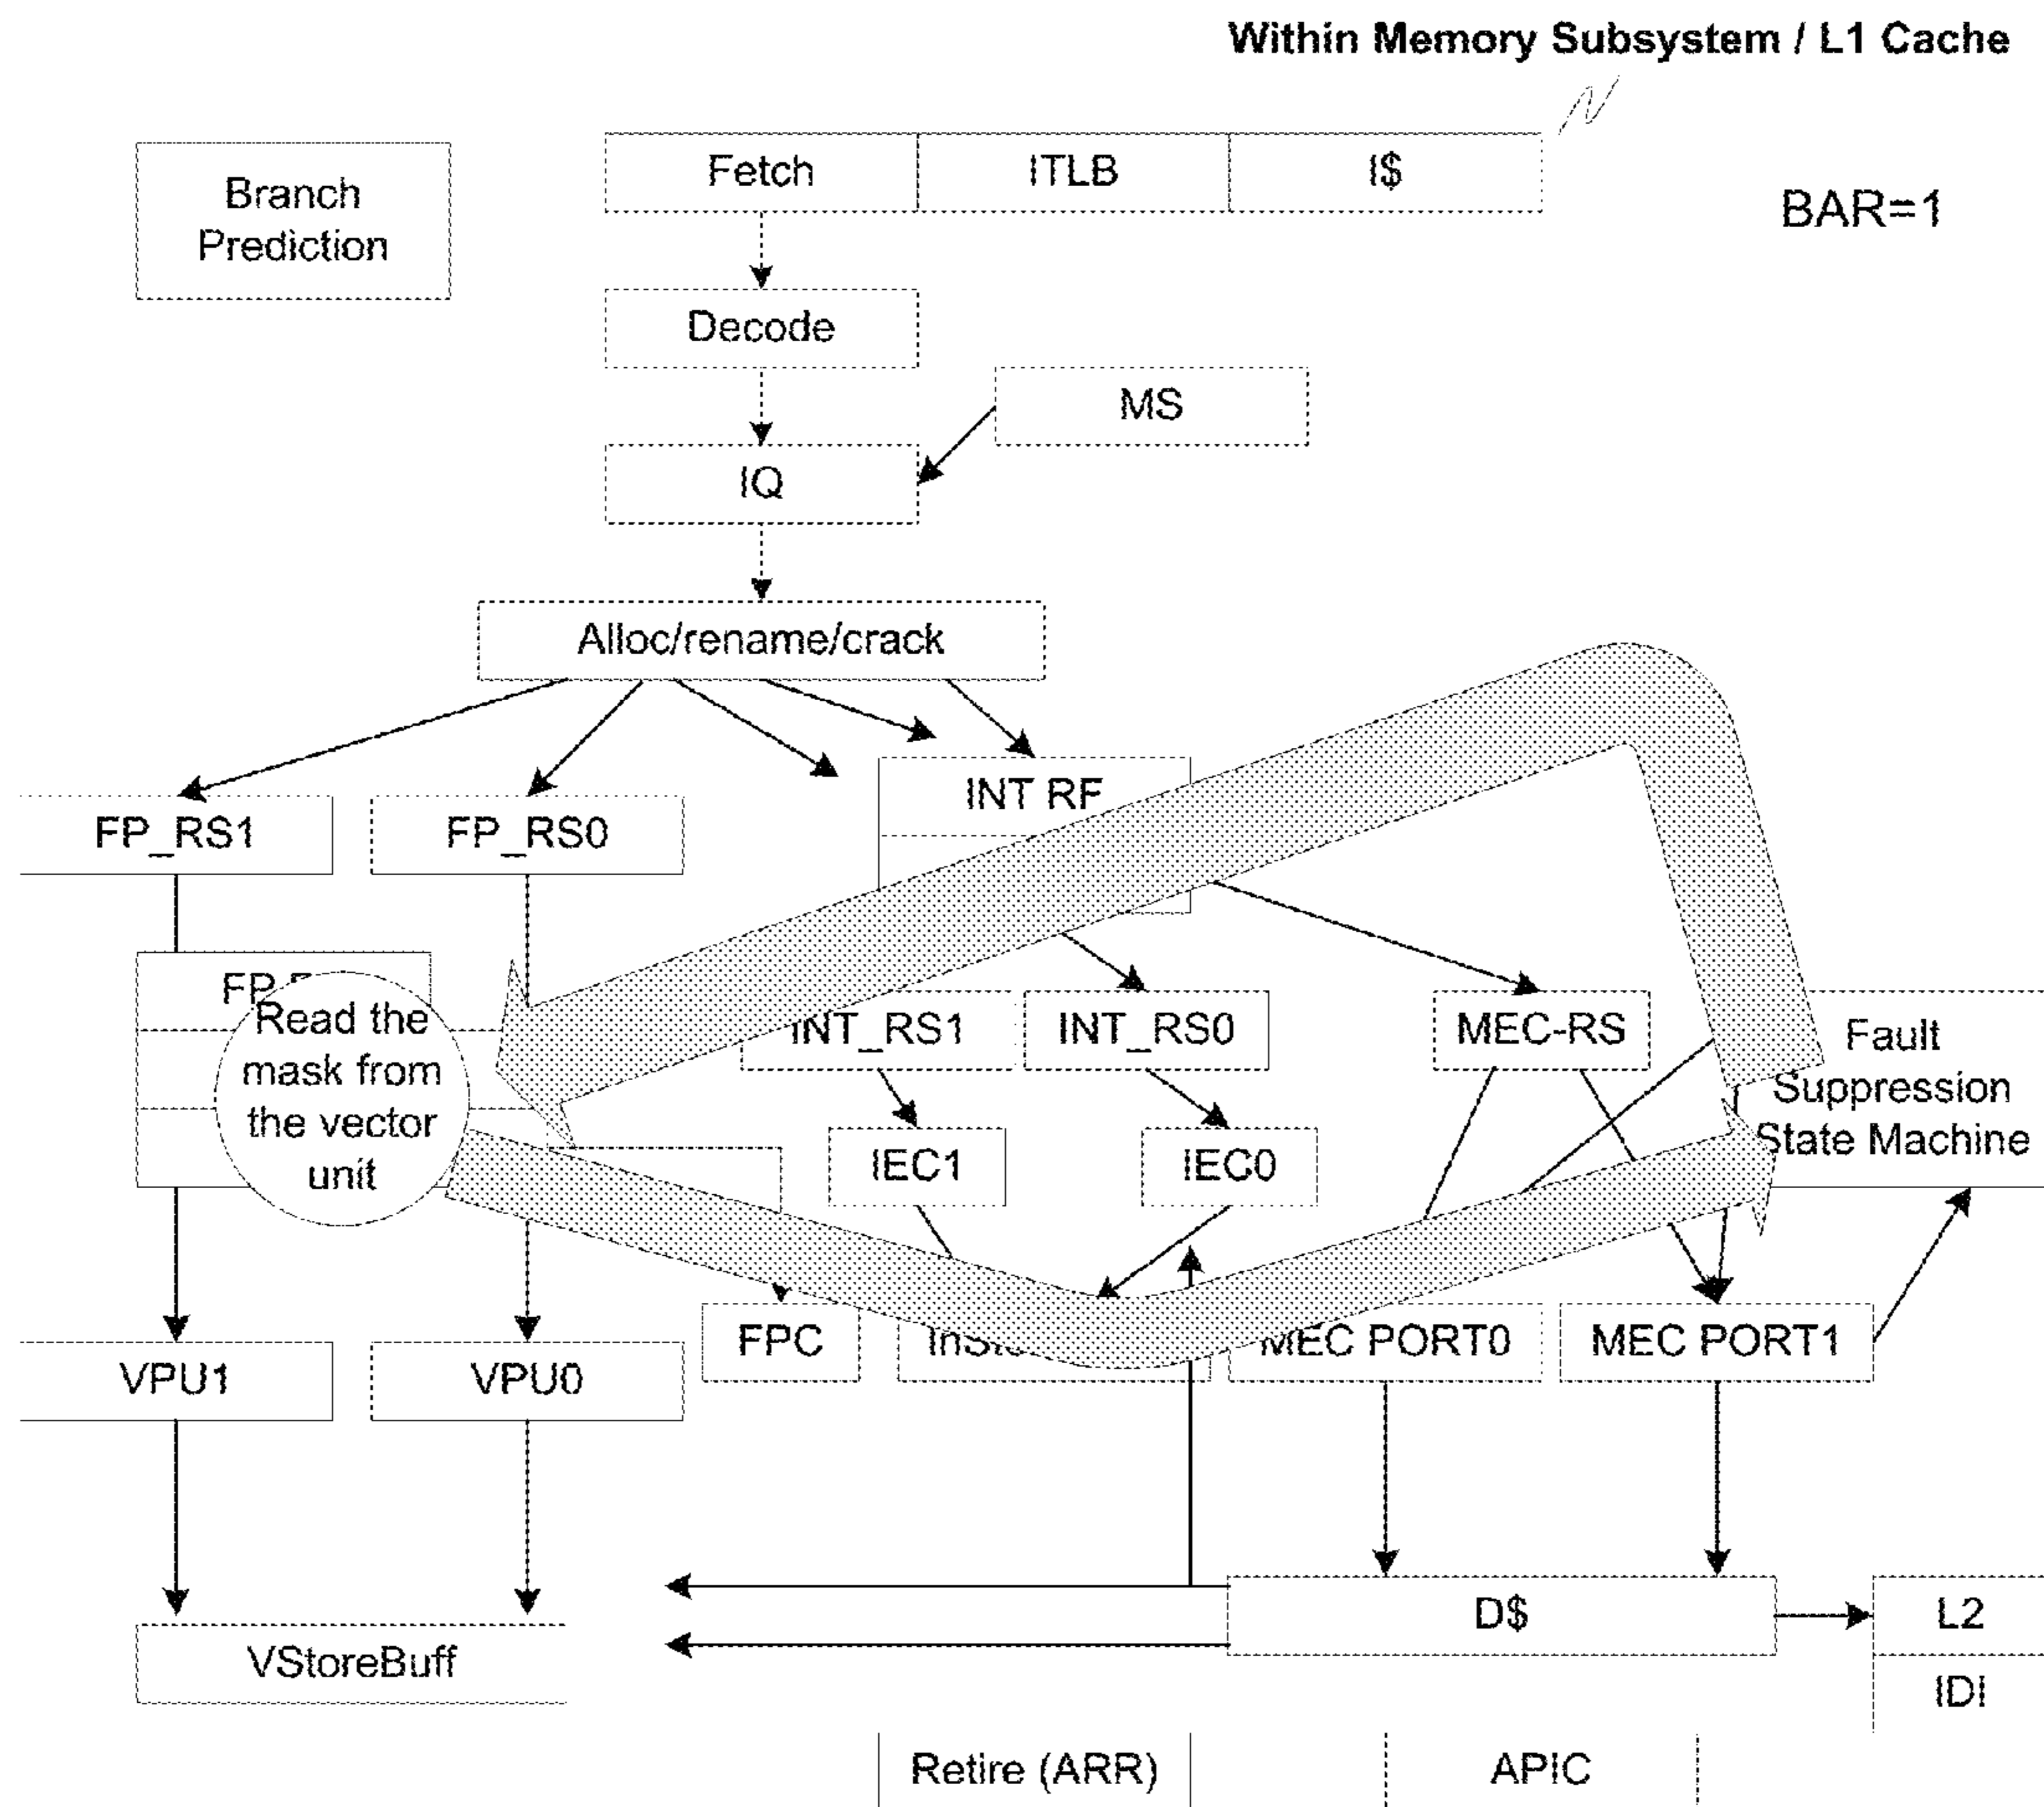 Within Memory Subsystem / L1 Cache
Branch
Prediction
Fetch
ITLB
I$
BAR=1
Decode
MS
IQ
Alloc/rename/crack
INT RF
FP_RS1
FP_RS0
FP
Read the
mask from
the vector
unit
INT_RS1
INT_RS0
MEC-RS
Fault
Suppression
State Machine
IEC1
IEC0
FPC
MEC PORT0
MEC PORT1
VPU1
VPU0
D$
L2
VStoreBuff
IDI
Retire (ARR)
APIC